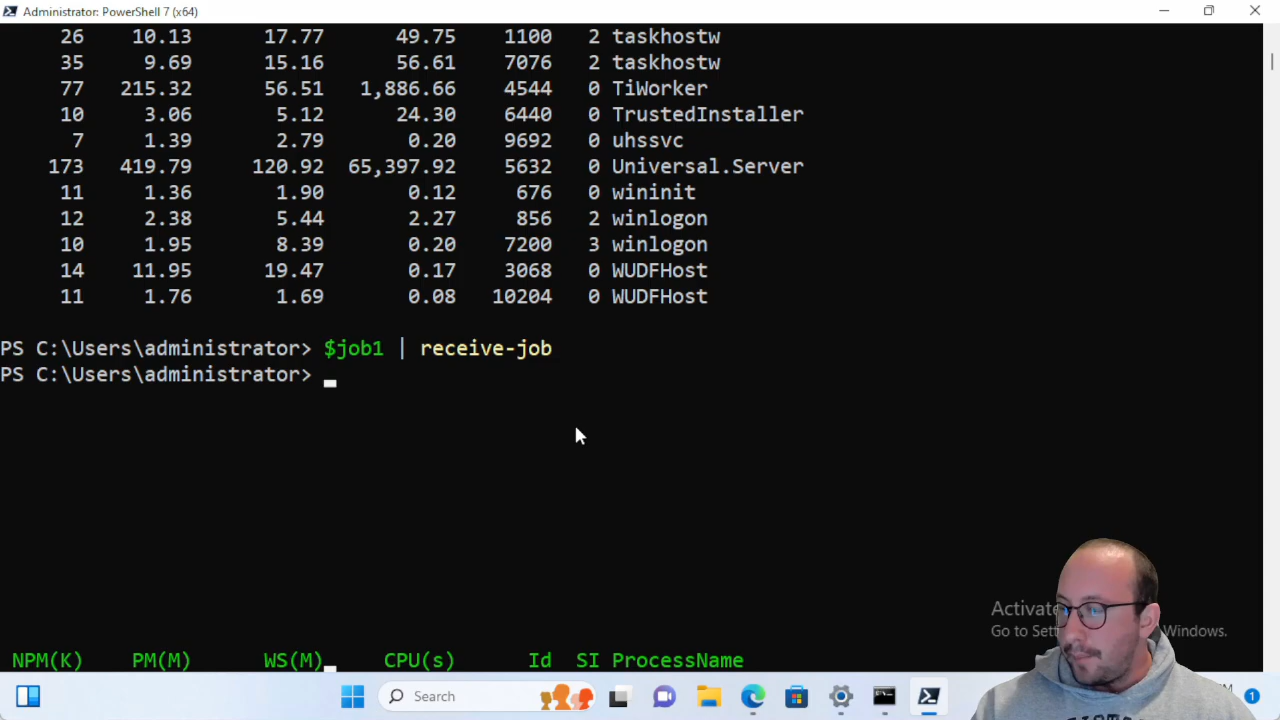 Administrator: PowerShell 7 (x64)
26 10.13 17.77 49.75 1100 2 taskhostw
35 9.69 15.16 56.61 7076 2 taskhostw
77 215.32 56.51 1,886.66 4544 0 TiWorker
10 3.06 5.12 24.30 6440 0 TrustedInstaller
7 1.39 2.79 0.20 9692 0 uhssvc
173 419.79 120.92 65,397.92 5632 0 Universal.Server
11 1.36 1.90 0.12 676 0 wininit
12 2.38 5.44 2.27 856 2 winlogon
10 1.95 8.39 0.20 7200 3 winlogon
14 11.95 19.47 0.17 3068 0 WUDFHost
11 1.76 1.69 0.08 10204 0 WUDFHost
PS C:\Users\administrator> $job1 | receive-job
PS C:\Users\administrator>
Activate
Go to Windows.
NPM(K) PM(M) WS(M) CPU(s) Id SI ProcessName
Search
1